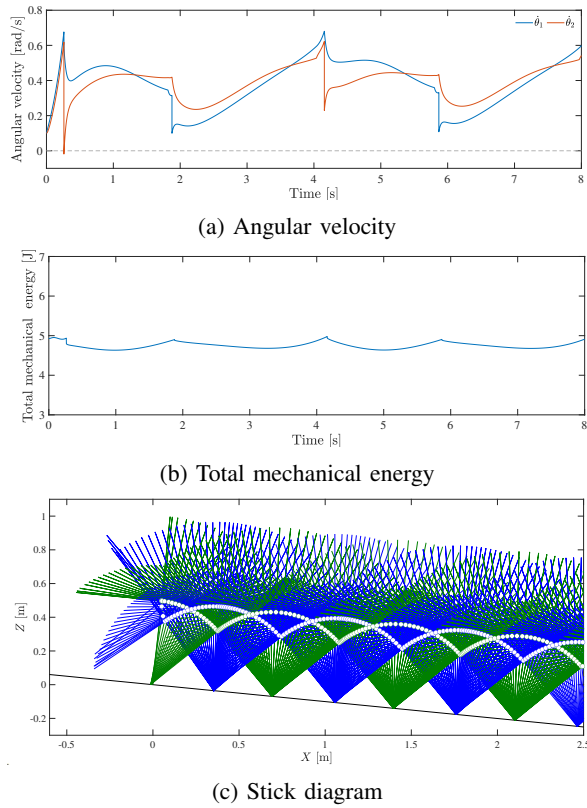 θ̇₁ θ̇₂
Angular velocity [rad/s]
0.8
0.6
0.4
0.2
0
0 1 2 3 4 5 6 7 8
Time [s]
(a) Angular velocity
Total mechanical energy [J]
7
6
5
4
3
0 1 2 3 4 5 6 7 8
Time [s]
(b) Total mechanical energy
Z [m]
1
0.8
0.6
0.4
0.2
0
-0.2
-0.5 0 0.5 1 1.5 2 2.5
X [m]
(c) Stick diagram